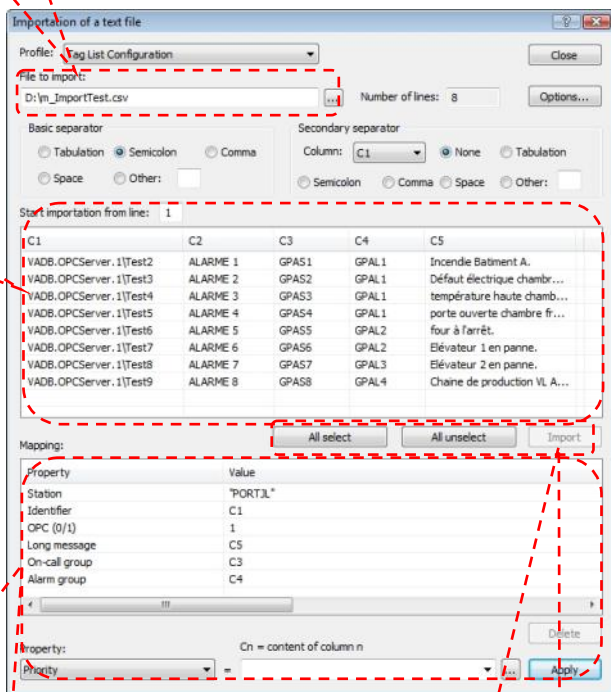 Importation of a text file
Profile: Tag List Configuration Close
File to import:
D:\m_ImportTest.csv ... Number of lines: 8 Options...
Basic separator Secondary separator
Tabulation Semicolon Comma Column: C1 None Tabulation
Space Other: Semicolon Comma Space Other:
Start importation from line: 1
C1 C2 C3 C4 C5
VADB.OPCServer.1\Test2 ALARME 1 GPAS1 GPAL1 Incendie Batiment A.
VADB.OPCServer.1\Test3 ALARME 2 GPAS2 GPAL1 Défaut électrique chambr...
VADB.OPCServer.1\Test4 ALARME 3 GPAS3 GPAL1 température haute chamb...
VADB.OPCServer.1\Test5 ALARME 4 GPAS4 GPAL1 porte ouverte chambre fr...
VADB.OPCServer.1\Test6 ALARME 5 GPAS5 GPAL2 four à l'arrêt.
VADB.OPCServer.1\Test7 ALARME 6 GPAS6 GPAL2 Elévateur 1 en panne.
VADB.OPCServer.1\Test8 ALARME 7 GPAS7 GPAL3 Elévateur 2 en panne.
VADB.OPCServer.1\Test9 ALARME 8 GPAS8 GPAL4 Chaine de production VL A...
All select All unselect Import
Mapping:
Property Value
Station "PORTJL"
Identifier C1
OPC (0/1) 1
Long message C5
On-call group C3
Alarm group C4
Delete
Property: Cn = content of column n
Priority = ... Apply